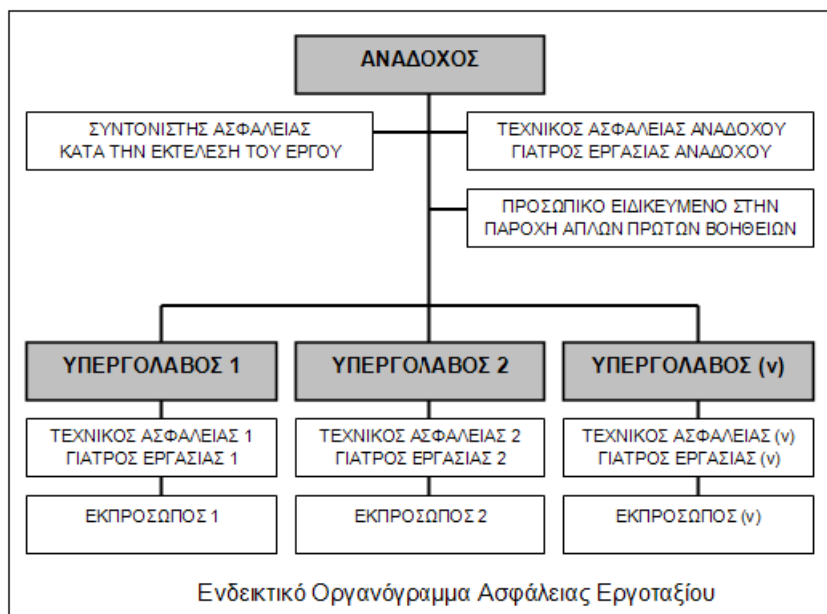 ΑΝΑΔΟΧΟΣ
ΣΥΝΤΟΝΙΣΤΗΣ ΑΣΦΑΛΕΙΑΣ
ΚΑΤΑ ΤΗΝ ΕΚΤΕΛΕΣΗ ΤΟΥ ΕΡΓΟΥ
ΤΕΧΝΙΚΟΣ ΑΣΦΑΛΕΙΑΣ ΑΝΑΔΟΧΟΥ
ΓΙΑΤΡΟΣ ΕΡΓΑΣΙΑΣ ΑΝΑΔΟΧΟΥ
ΠΡΟΣΩΠΙΚΟ ΕΙΔΙΚΕΥΜΕΝΟ ΣΤΗΝ
ΠΑΡΟΧΗ ΑΠΛΩΝ ΠΡΩΤΩΝ ΒΟΗΘΕΙΩΝ
ΥΠΕΡΓΟΛΑΒΟΣ 1
ΤΕΧΝΙΚΟΣ ΑΣΦΑΛΕΙΑΣ 1
ΓΙΑΤΡΟΣ ΕΡΓΑΣΙΑΣ 1
ΕΚΠΡΟΣΩΠΟΣ 1
ΥΠΕΡΓΟΛΑΒΟΣ 2
ΤΕΧΝΙΚΟΣ ΑΣΦΑΛΕΙΑΣ 2
ΓΙΑΤΡΟΣ ΕΡΓΑΣΙΑΣ 2
ΕΚΠΡΟΣΩΠΟΣ 2
ΥΠΕΡΓΟΛΑΒΟΣ (ν)
ΤΕΧΝΙΚΟΣ ΑΣΦΑΛΕΙΑΣ (ν)
ΓΙΑΤΡΟΣ ΕΡΓΑΣΙΑΣ (ν)
ΕΚΠΡΟΣΩΠΟΣ (ν)
Ενδεικτικό Οργανόγραμμα Ασφάλειας Εργοταξίου